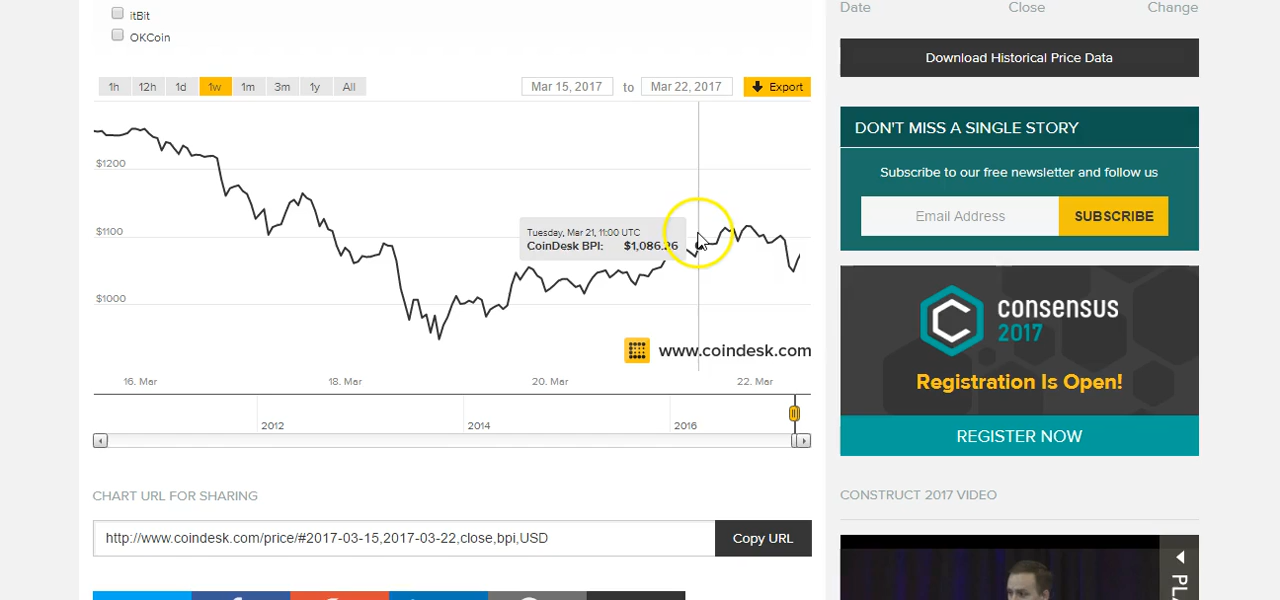 itBit
OKCoin
1h 12h 1d 1w 1m 3m 1y All
Mar 15, 2017 to Mar 22, 2017 Export
$1200
$1100
$1000
Tuesday, Mar 21, 11:00 UTC
CoinDesk BPI: $1,086.26
www.coindesk.com
16. Mar 18. Mar 20. Mar 22. Mar
2012 2014 2016
CHART URL FOR SHARING
http://www.coindesk.com/price/#2017-03-15,2017-03-22,close,bpi,USD Copy URL
Date Close Change
Download Historical Price Data
DON'T MISS A SINGLE STORY
Subscribe to our free newsletter and follow us
Email Address SUBSCRIBE
consensus
2017
Registration Is Open!
REGISTER NOW
CONSTRUCT 2017 VIDEO